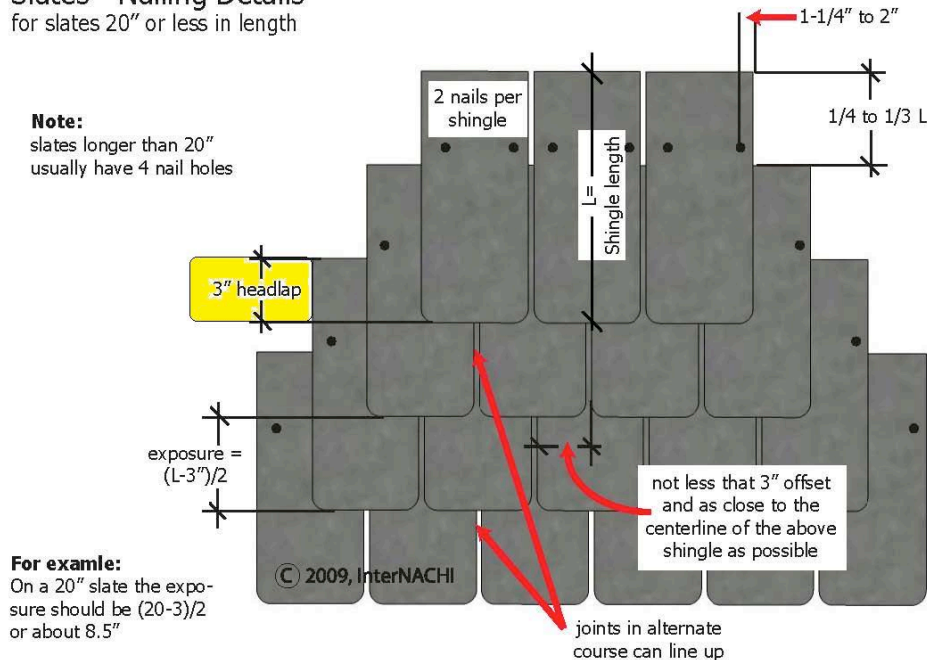 Slates - Nailing Details
for slates 20" or less in length
1-1/4" to 2"
2 nails per
shingle
1/4 to 1/3 L
Note:
slates longer than 20"
usually have 4 nail holes
L=
Shingle length
3" headlap
exposure =
(L-3")/2
not less that 3" offset
and as close to the
centerline of the above
shingle as possible
For examle:
On a 20" slate the expo-
sure should be (20-3)/2
or about 8.5"
© 2009, InterNACHI
joints in alternate
course can line up